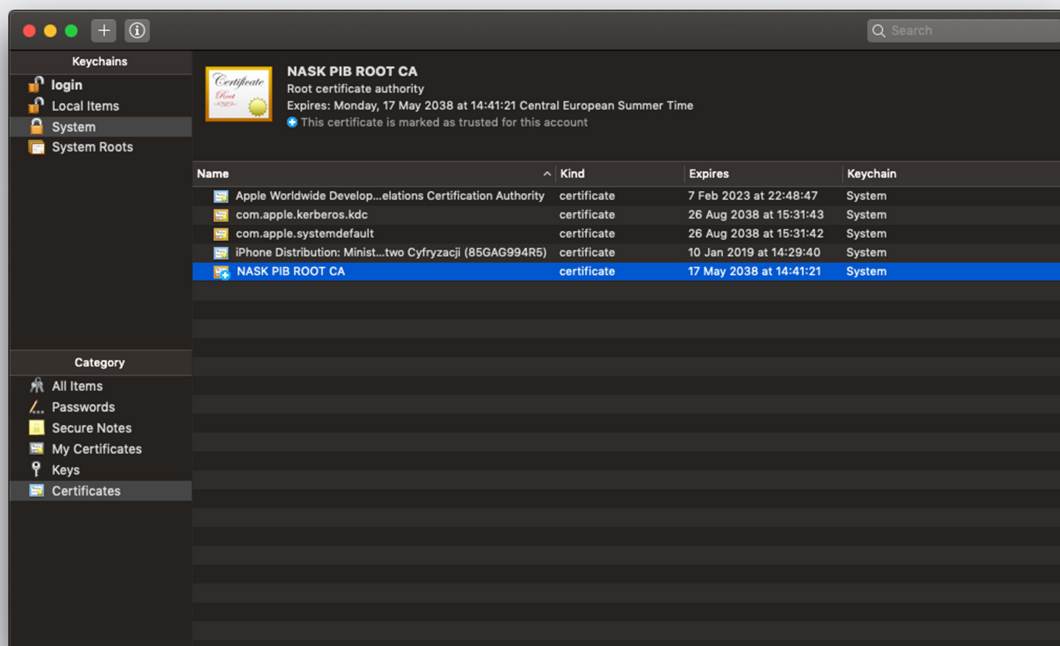 Search
Keychains
login
Local Items
System
System Roots
Certificate
Root
NASK PIB ROOT CA
Root certificate authority
Expires: Monday, 17 May 2038 at 14:41:21 Central European Summer Time
This certificate is marked as trusted for this account
Name Kind Expires Keychain
Apple Worldwide Develop...elations Certification Authority certificate 7 Feb 2023 at 22:48:47 System
com.apple.kerberos.kdc certificate 26 Aug 2038 at 15:31:43 System
com.apple.systemdefault certificate 26 Aug 2038 at 15:31:42 System
iPhone Distribution: Minist...two Cyfryzacji (85GAG994R5) certificate 10 Jan 2019 at 14:29:40 System
NASK PIB ROOT CA certificate 17 May 2038 at 14:41:21 System
Category
All Items
Passwords
Secure Notes
My Certificates
Keys
Certificates